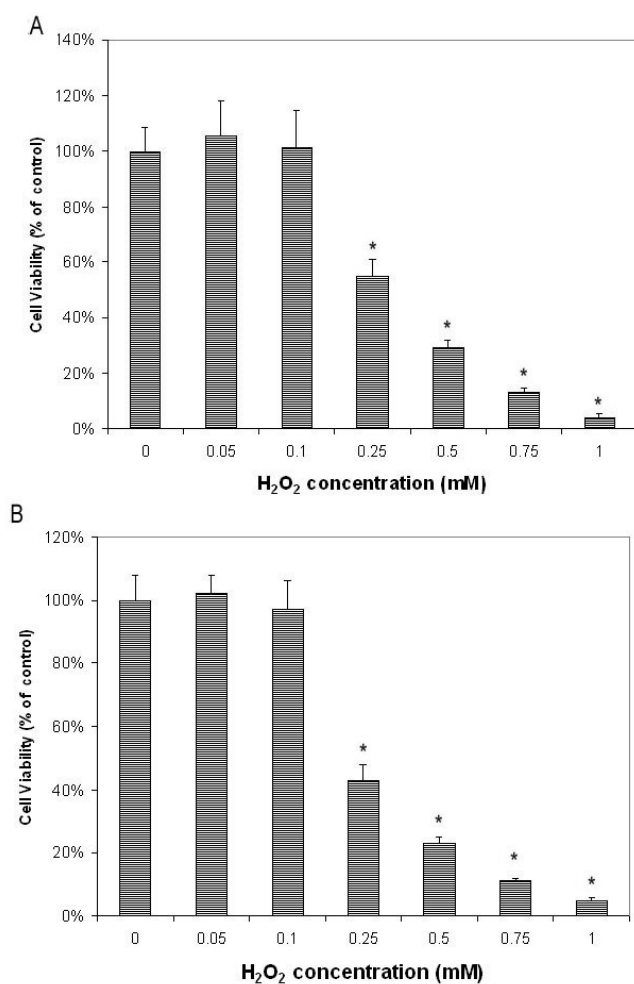 A
140%
120%
100%
80%
60%
40%
20%
0%
Cell Viability (% of control)
* * * *
0 0.05 0.1 0.25 0.5 0.75 1
H₂O₂ concentration (mM)
B
120%
100%
80%
60%
40%
20%
0%
Cell Viability (% of control)
* * * *
0 0.05 0.1 0.25 0.5 0.75 1
H₂O₂ concentration (mM)